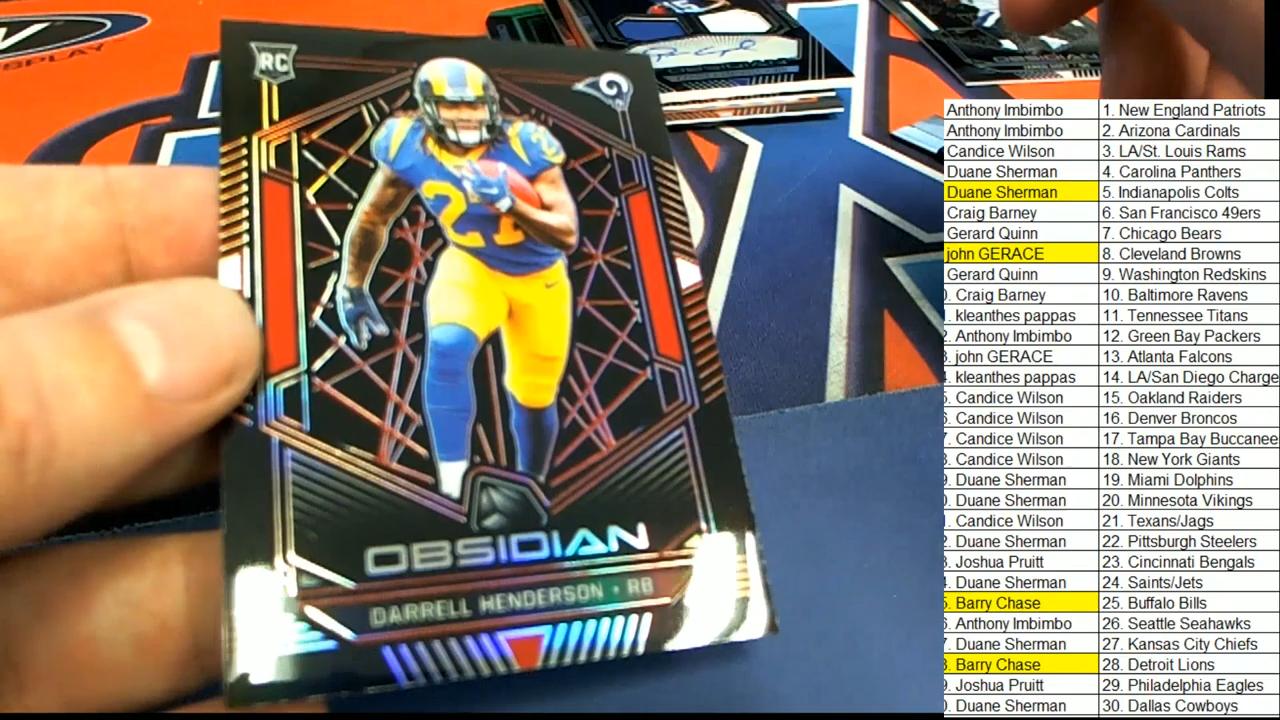 SPLAY
RC
27
OBSIDIAN
DARRELL HENDERSON • RB
Anthony Imbimbo 1. New England Patriots
Anthony Imbimbo 2. Arizona Cardinals
Candice Wilson 3. LA/St. Louis Rams
Duane Sherman 4. Carolina Panthers
Duane Sherman 5. Indianapolis Colts
Craig Barney 6. San Francisco 49ers
Gerard Quinn 7. Chicago Bears
john GERACE 8. Cleveland Browns
Gerard Quinn 9. Washington Redskins
. Craig Barney 10. Baltimore Ravens
. kleanthes pappas 11. Tennessee Titans
. Anthony Imbimbo 12. Green Bay Packers
. john GERACE 13. Atlanta Falcons
. kleanthes pappas 14. LA/San Diego Charge
. Candice Wilson 15. Oakland Raiders
. Candice Wilson 16. Denver Broncos
. Candice Wilson 17. Tampa Bay Buccanee
. Candice Wilson 18. New York Giants
. Duane Sherman 19. Miami Dolphins
. Duane Sherman 20. Minnesota Vikings
. Candice Wilson 21. Texans/Jags
. Duane Sherman 22. Pittsburgh Steelers
. Joshua Pruitt 23. Cincinnati Bengals
. Duane Sherman 24. Saints/Jets
. Barry Chase 25. Buffalo Bills
. Anthony Imbimbo 26. Seattle Seahawks
. Duane Sherman 27. Kansas City Chiefs
. Barry Chase 28. Detroit Lions
. Joshua Pruitt 29. Philadelphia Eagles
. Duane Sherman 30. Dallas Cowboys